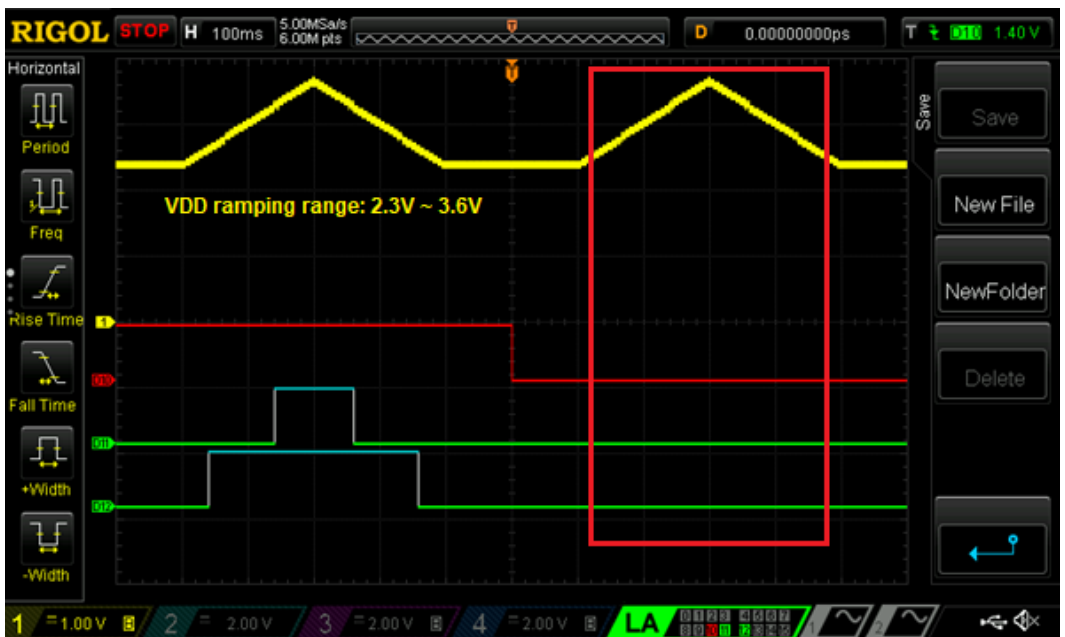 RIGOL STOP H 100ms 5.00MSa/s 6.00M pts D 0.00000000ps T D10 1.40 V
Horizontal
Period
Freq
Rise Time
Fall Time
+Width
-Width
T
T
VDD ramping range: 2.3V ~ 3.6V
1
D10
D11
D12
Save
Save
New File
NewFolder
Delete
1 = 1.00 V B 2 = 2.00 V 3 = 2.00 V B 4 = 2.00 V B LA